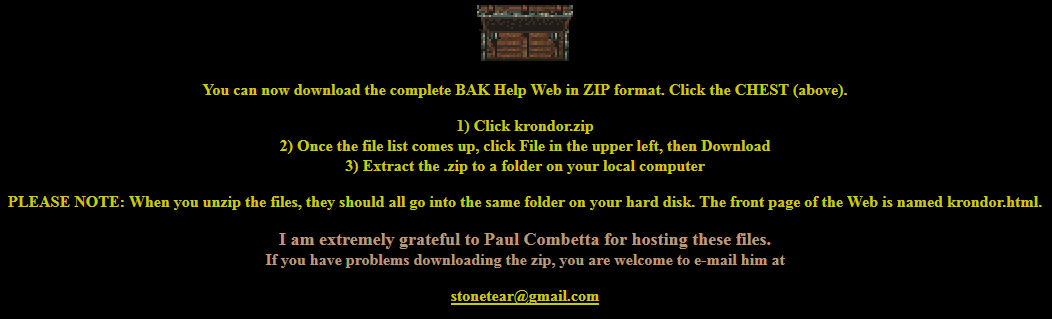 You can now download the complete BAK Help Web in ZIP format. Click the CHEST (above).
1) Click krondor.zip
2) Once the file list comes up, click File in the upper left, then Download
3) Extract the .zip to a folder on your local computer
PLEASE NOTE: When you unzip the files, they should all go into the same folder on your hard disk. The front page of the Web is named krondor.html.
I am extremely grateful to Paul Combetta for hosting these files.
If you have problems downloading the zip, you are welcome to e-mail him at
stonetear@gmail.com